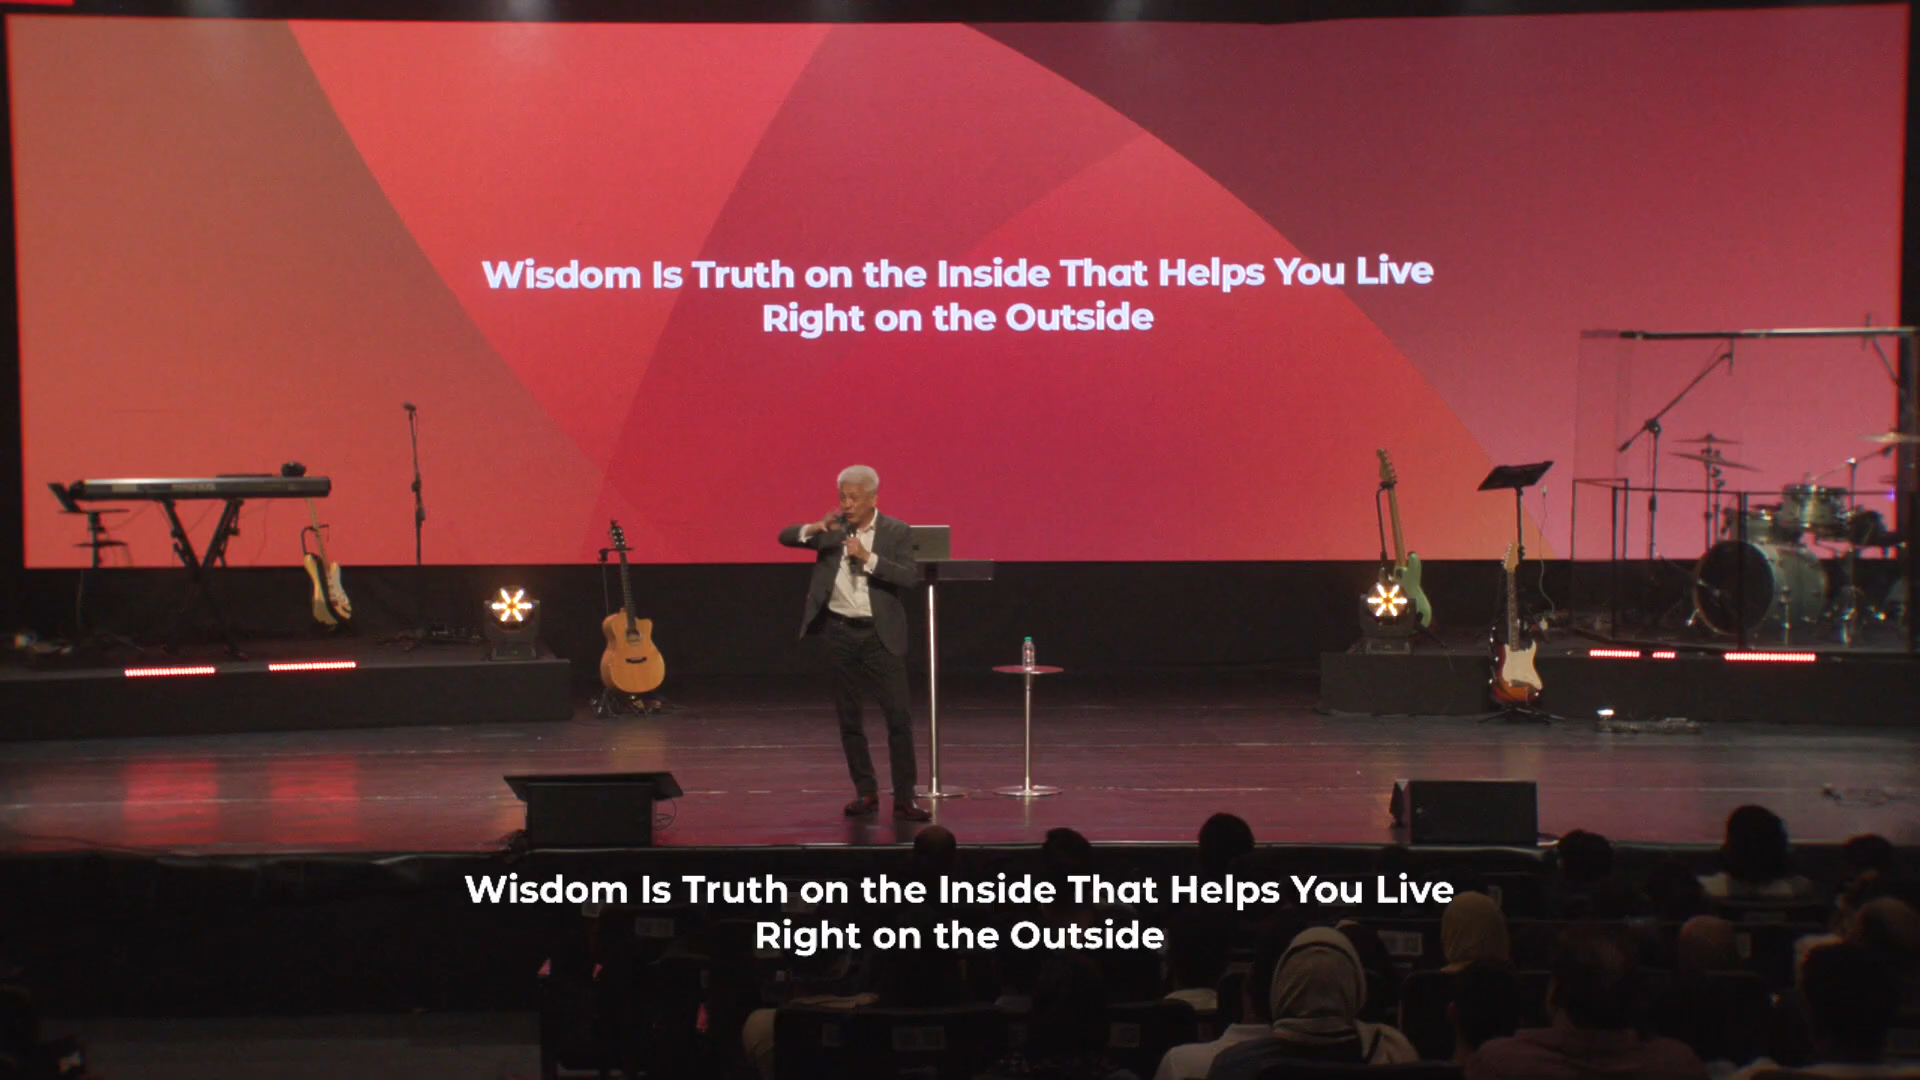 Wisdom Is Truth on the Inside That Helps You Live
Right on the Outside
Wisdom Is Truth on the Inside That Helps You Live
Right on the Outside